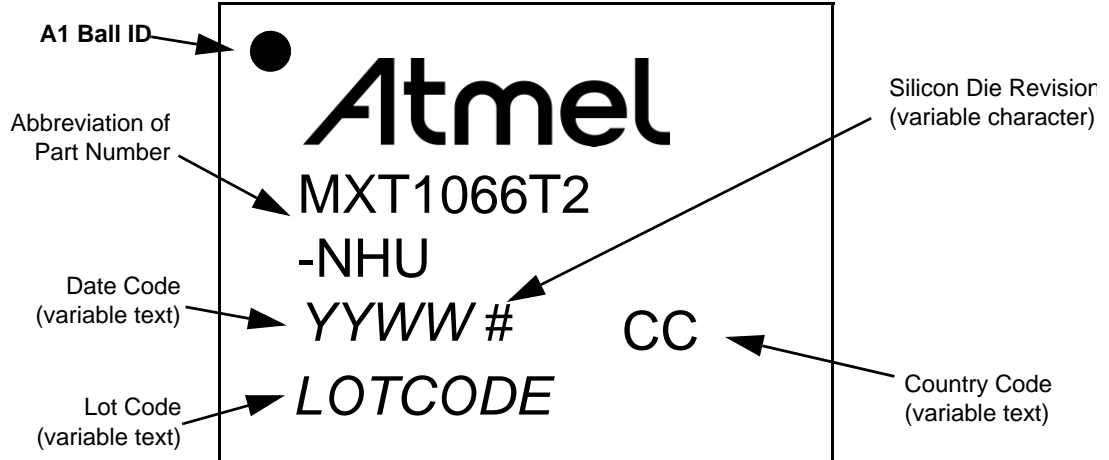 A1 Ball ID
Atmel
Silicon Die Revision
(variable character)
Abbreviation of
Part Number
MXT1066T2
-NHU
Date Code
(variable text)
YYWW #
CC
Country Code
(variable text)
Lot Code
(variable text)
LOTCODE